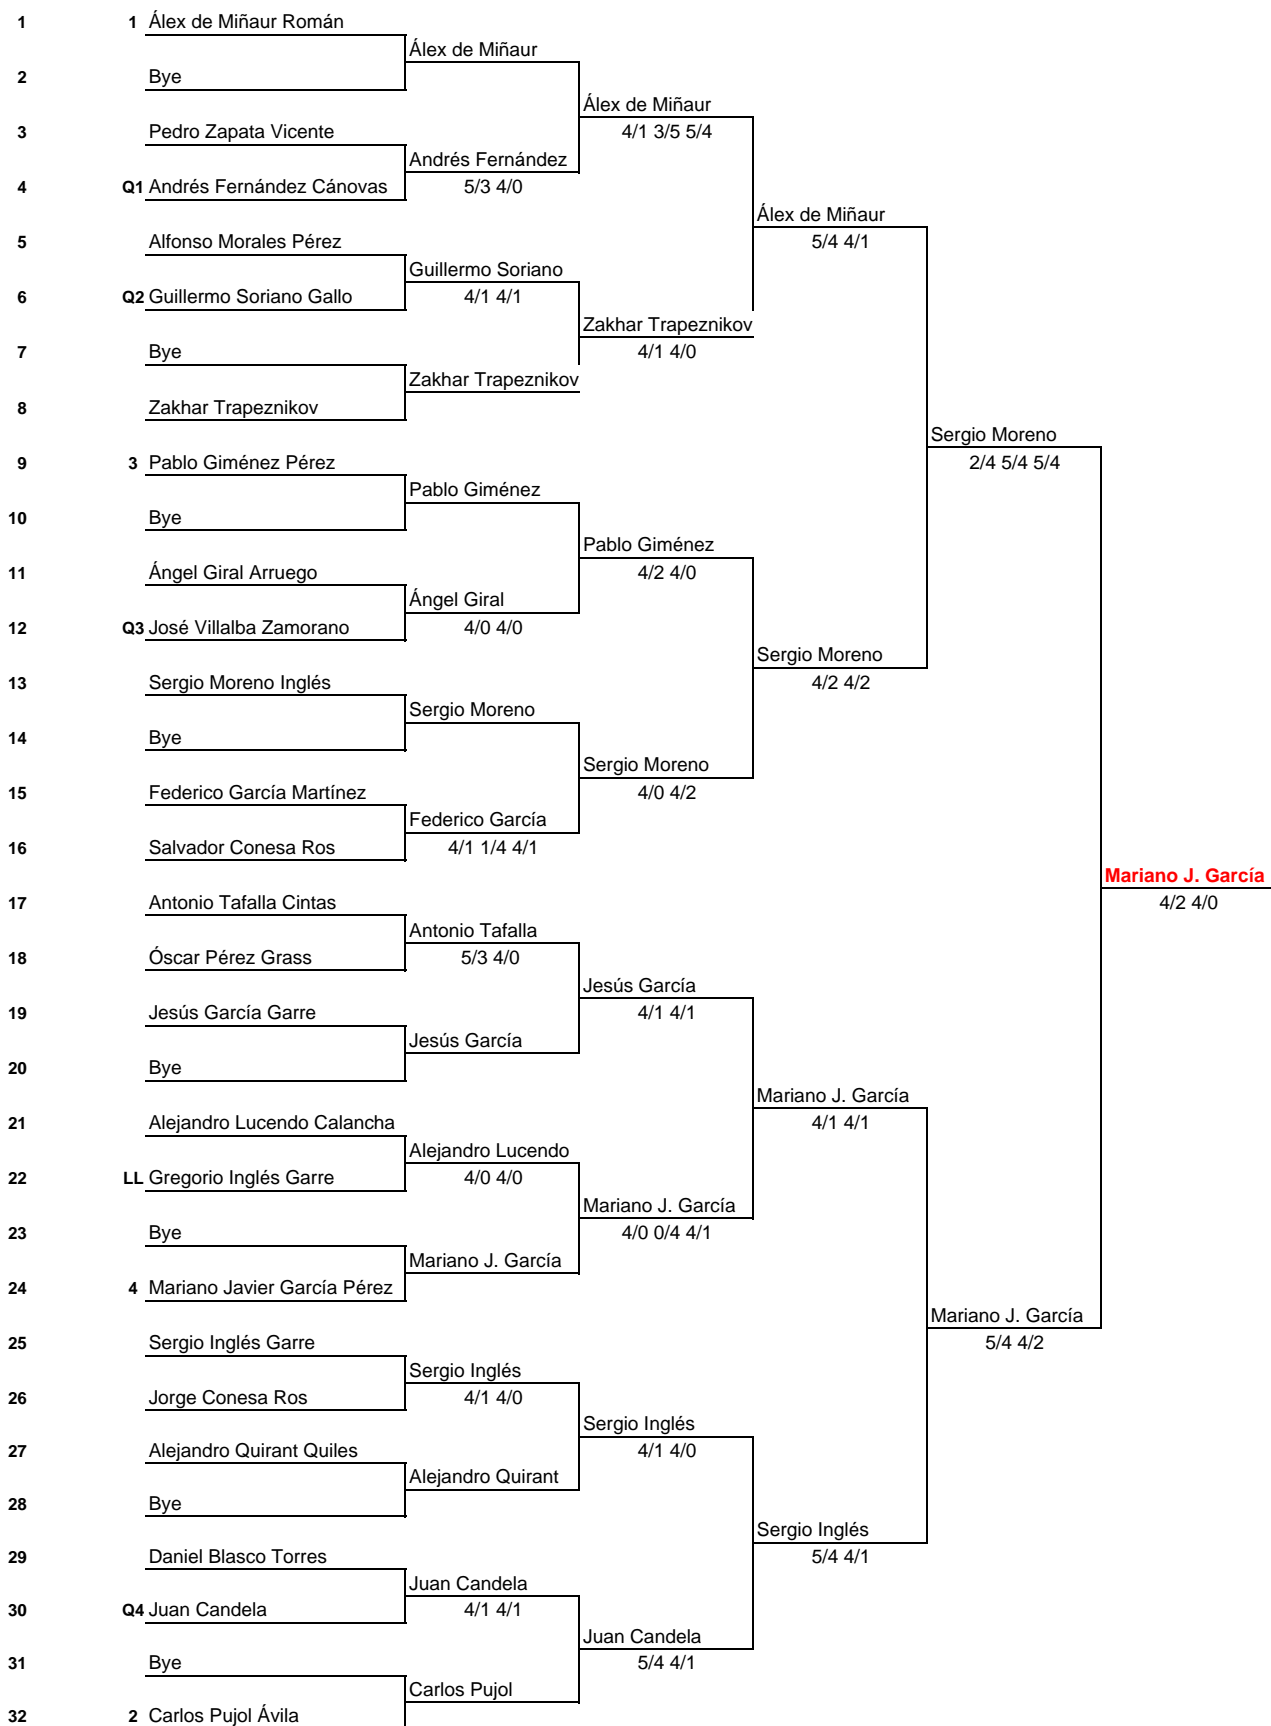 1 1 Álex de Miñaur Román
Álex de Miñaur
2 Bye
Álex de Miñaur
3 Pedro Zapata Vicente 4/1 3/5 5/4
Andrés Fernández
4 Q1 Andrés Fernández Cánovas 5/3 4/0
Álex de Miñaur
5 Alfonso Morales Pérez 5/4 4/1
Guillermo Soriano
6 Q2 Guillermo Soriano Gallo 4/1 4/1
Zakhar Trapeznikov
7 Bye 4/1 4/0
Zakhar Trapeznikov
8 Zakhar Trapeznikov
Sergio Moreno
9 3 Pablo Giménez Pérez 2/4 5/4 5/4
Pablo Giménez
10 Bye
Pablo Giménez
11 Ángel Giral Arruego 4/2 4/0
Ángel Giral
12 Q3 José Villalba Zamorano 4/0 4/0
Sergio Moreno
13 Sergio Moreno Inglés 4/2 4/2
Sergio Moreno
14 Bye
Sergio Moreno
15 Federico García Martínez 4/0 4/2
Federico García
16 Salvador Conesa Ros 4/1 1/4 4/1
Mariano J. García
17 Antonio Tafalla Cintas 4/2 4/0
Antonio Tafalla
18 Óscar Pérez Grass 5/3 4/0
Jesús García
19 Jesús García Garre 4/1 4/1
Jesús García
20 Bye
Mariano J. García
21 Alejandro Lucendo Calancha 4/1 4/1
Alejandro Lucendo
22 LL Gregorio Inglés Garre 4/0 4/0
Mariano J. García
23 Bye 4/0 0/4 4/1
Mariano J. García
24 4 Mariano Javier García Pérez
Mariano J. García
25 Sergio Inglés Garre 5/4 4/2
Sergio Inglés
26 Jorge Conesa Ros 4/1 4/0
Sergio Inglés
27 Alejandro Quirant Quiles 4/1 4/0
Alejandro Quirant
28 Bye
Sergio Inglés
29 Daniel Blasco Torres 5/4 4/1
Juan Candela
30 Q4 Juan Candela 4/1 4/1
Juan Candela
31 Bye 5/4 4/1
Carlos Pujol
32 2 Carlos Pujol Ávila